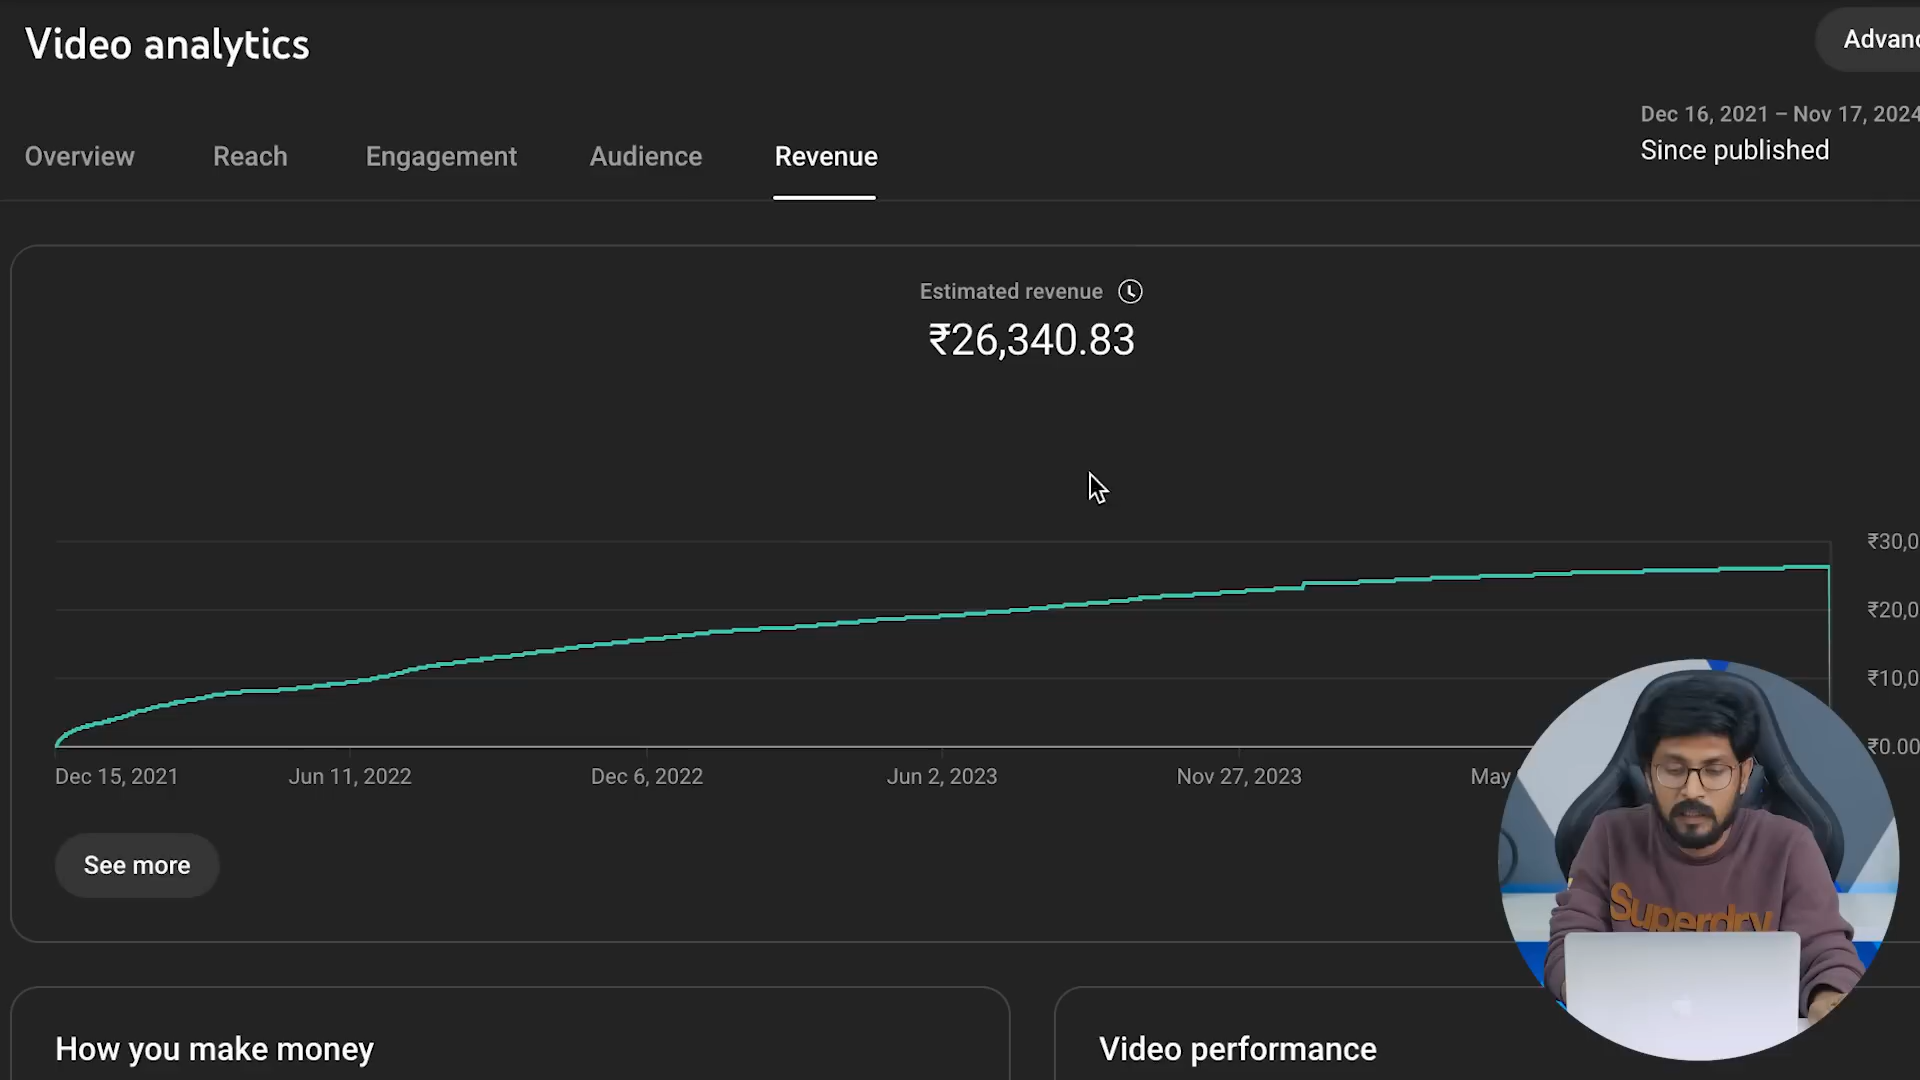 Video analytics
Advanc
Dec 16, 2021 – Nov 17, 2024
Since published
Overview
Reach
Engagement
Audience
Revenue
Estimated revenue
₹26,340.83
₹30,0
₹20,0
₹10,0
₹0.00
Dec 15, 2021
Jun 11, 2022
Dec 6, 2022
Jun 2, 2023
Nov 27, 2023
May
See more
Superdry
How you make money
Video performance